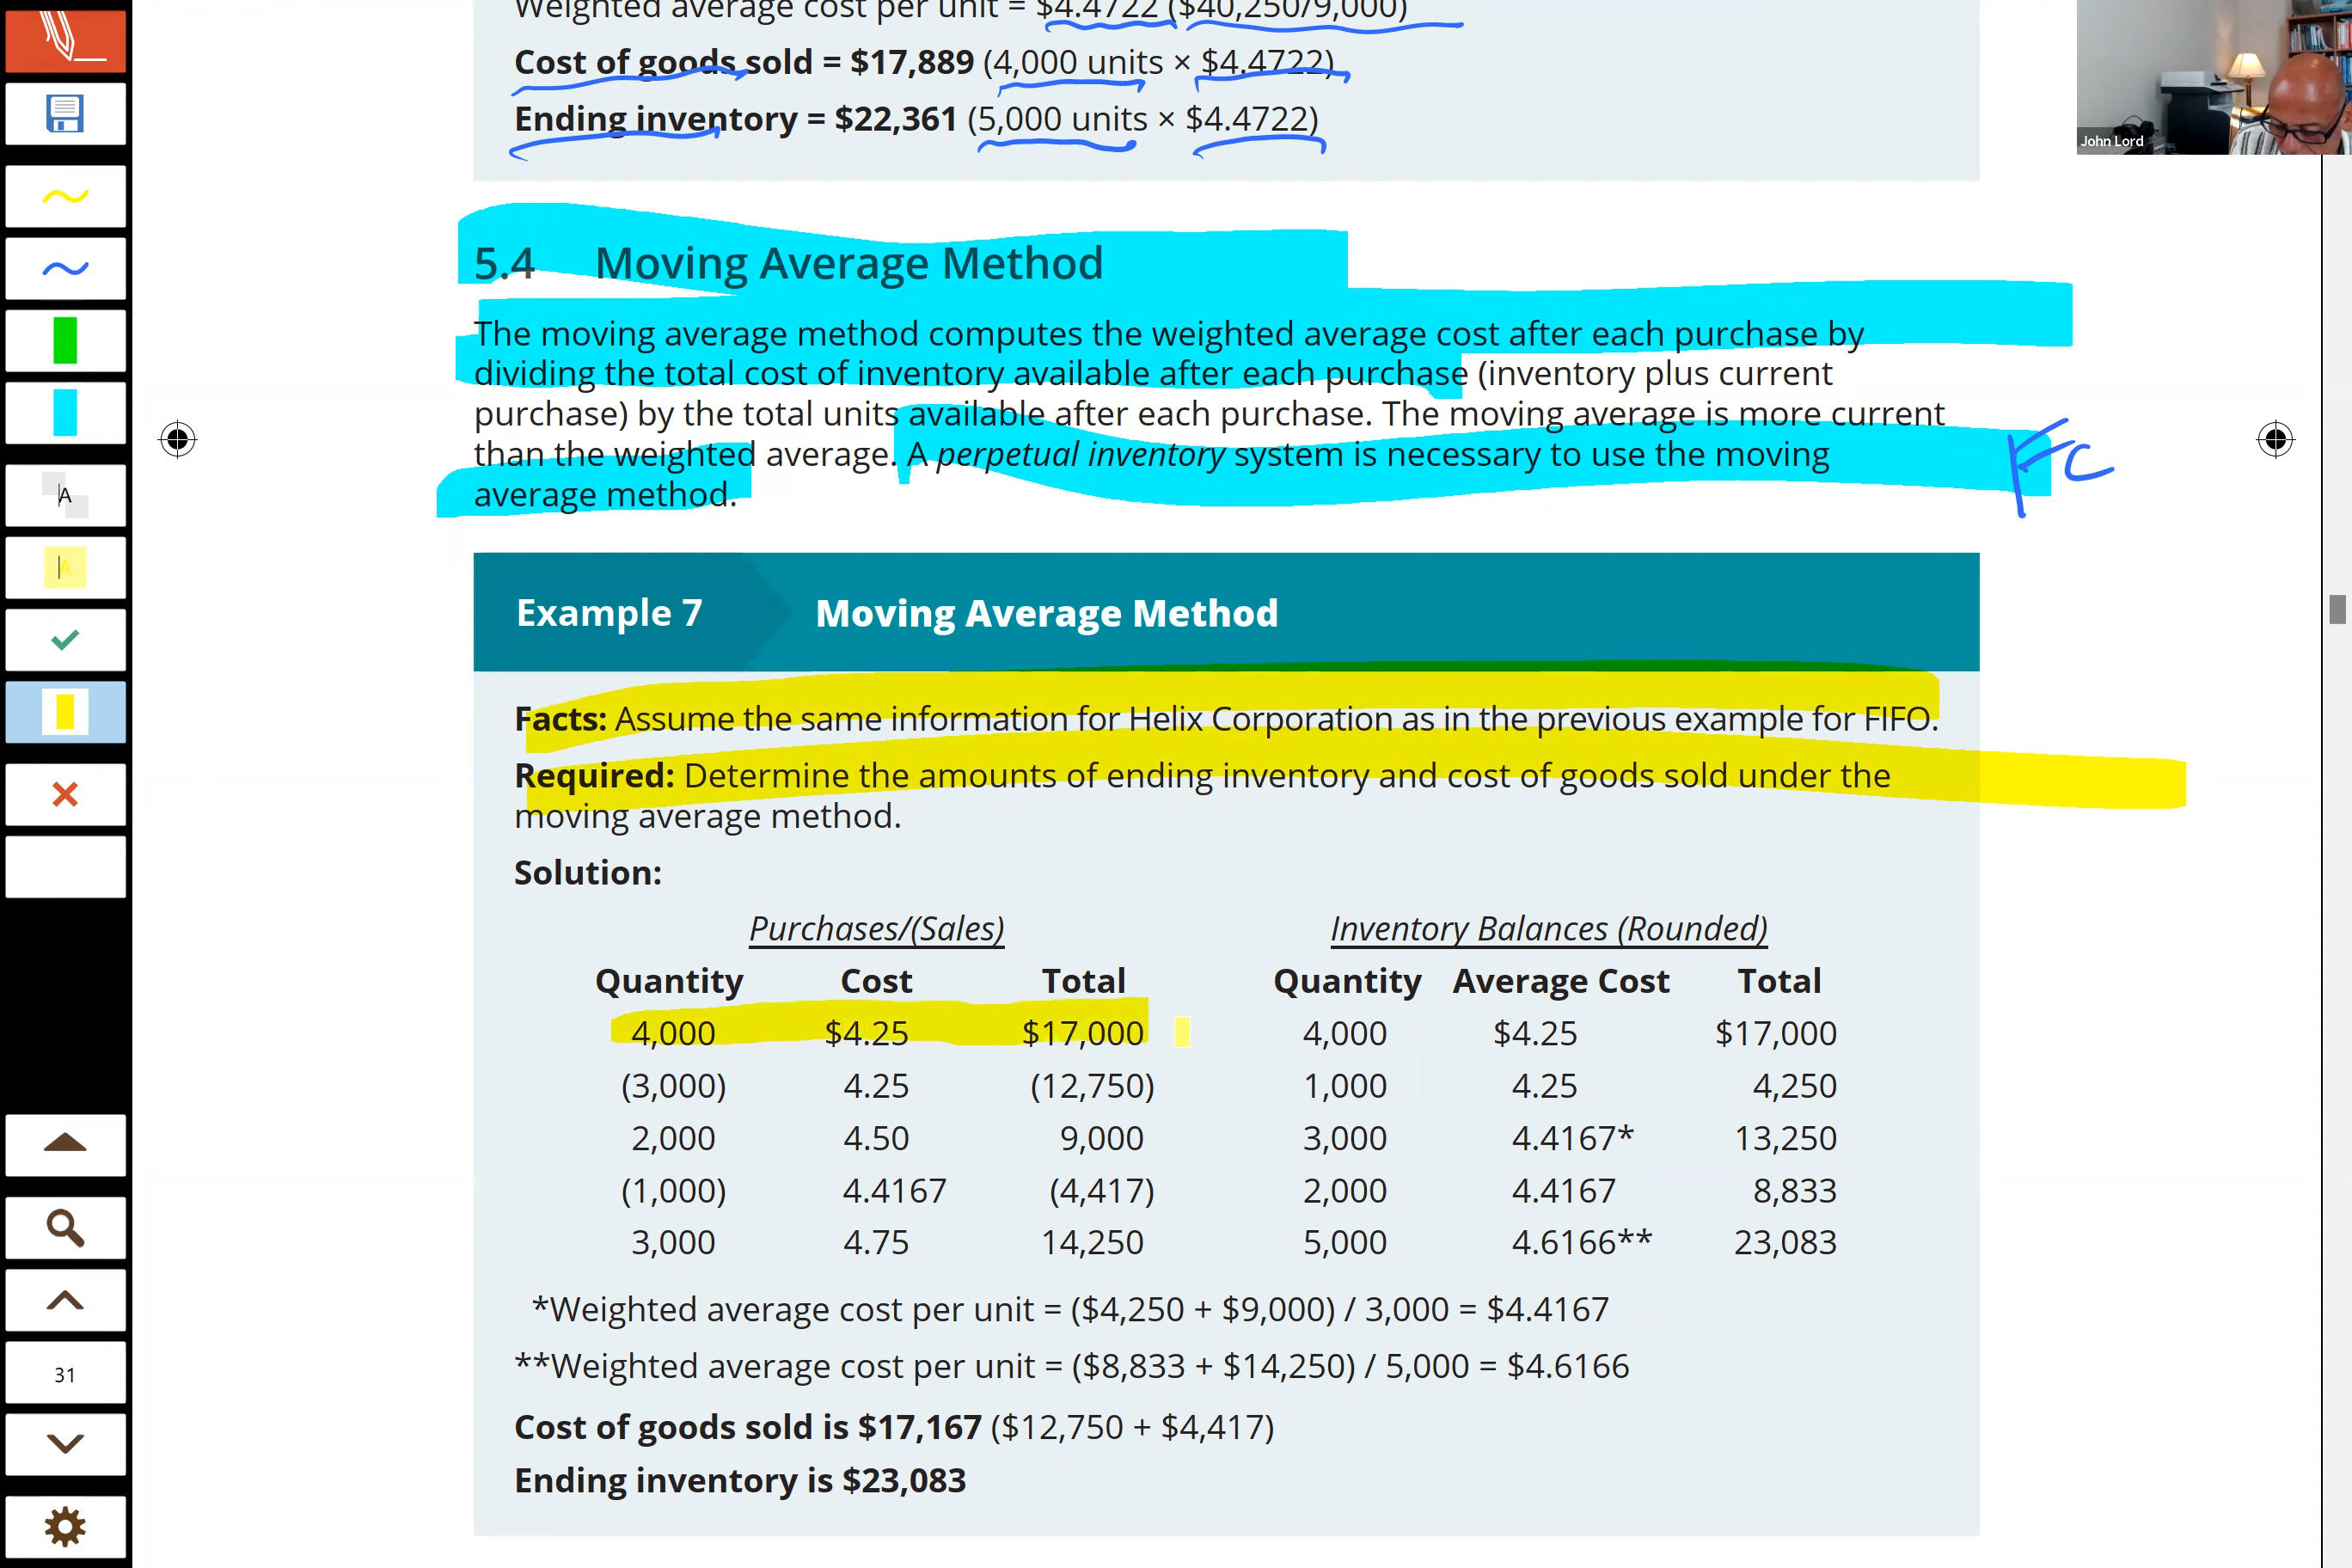 Weighted average cost per unit = $4.4722 ($40,250/9,000)
Cost of goods sold = $17,889 (4,000 units × $4.4722)
Ending inventory = $22,361 (5,000 units × $4.4722)
John Lord
5.4 Moving Average Method
The moving average method computes the weighted average cost after each purchase by
dividing the total cost of inventory available after each purchase (inventory plus current
purchase) by the total units available after each purchase. The moving average is more current
than the weighted average. A perpetual inventory system is necessary to use the moving
average method.
FC
Example 7 Moving Average Method
Facts: Assume the same information for Helix Corporation as in the previous example for FIFO.
Required: Determine the amounts of ending inventory and cost of goods sold under the
moving average method.
Solution:
Purchases/(Sales) Inventory Balances (Rounded)
Quantity Cost Total Quantity Average Cost Total
4,000 $4.25 $17,000 4,000 $4.25 $17,000
(3,000) 4.25 (12,750) 1,000 4.25 4,250
2,000 4.50 9,000 3,000 4.4167* 13,250
(1,000) 4.4167 (4,417) 2,000 4.4167 8,833
3,000 4.75 14,250 5,000 4.6166** 23,083
*Weighted average cost per unit = ($4,250 + $9,000) / 3,000 = $4.4167
**Weighted average cost per unit = ($8,833 + $14,250) / 5,000 = $4.6166
Cost of goods sold is $17,167 ($12,750 + $4,417)
Ending inventory is $23,083
A
A
31